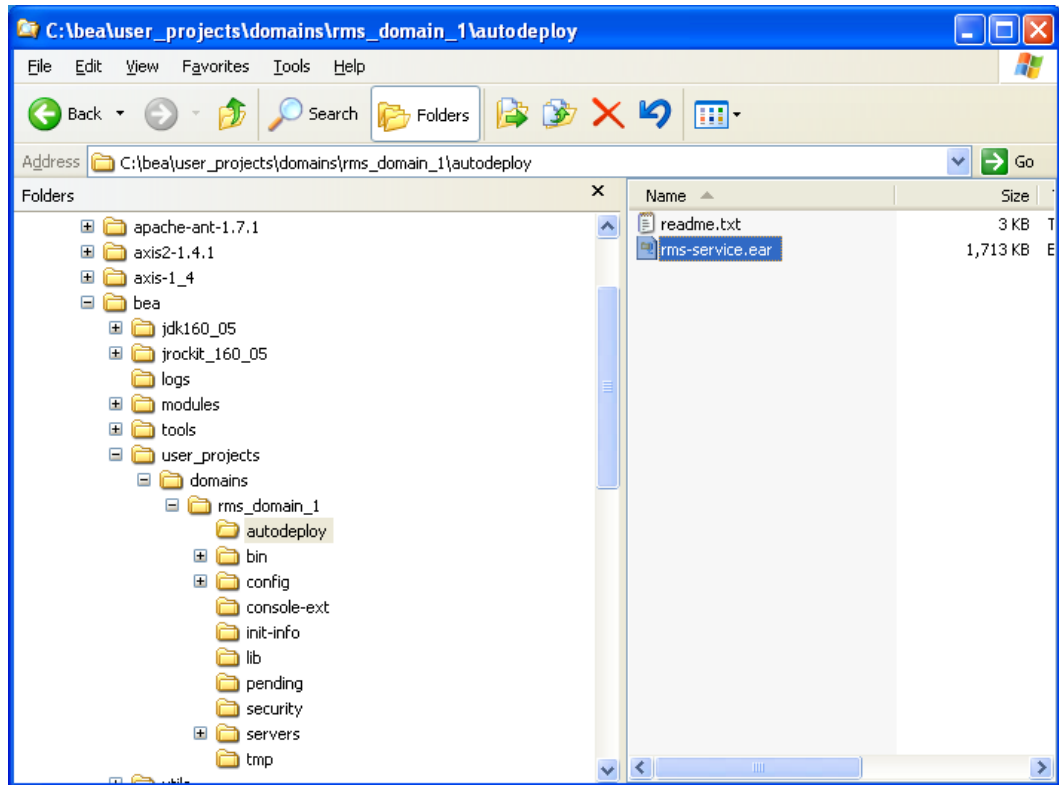 C:\bea\user_projects\domains\rms_domain_1\autodeploy
File Edit View Favorites Tools Help
Back Search Folders
Address C:\bea\user_projects\domains\rms_domain_1\autodeploy Go
Folders x Name Size
apache-ant-1.7.1 readme.txt 3 KB T
axis2-1.4.1 rms-service.ear 1,713 KB E
axis-1_4
bea
jdk160_05
jrockit_160_05
logs
modules
tools
user_projects
domains
rms_domain_1
autodeploy
bin
config
console-ext
init-info
lib
pending
security
servers
tmp